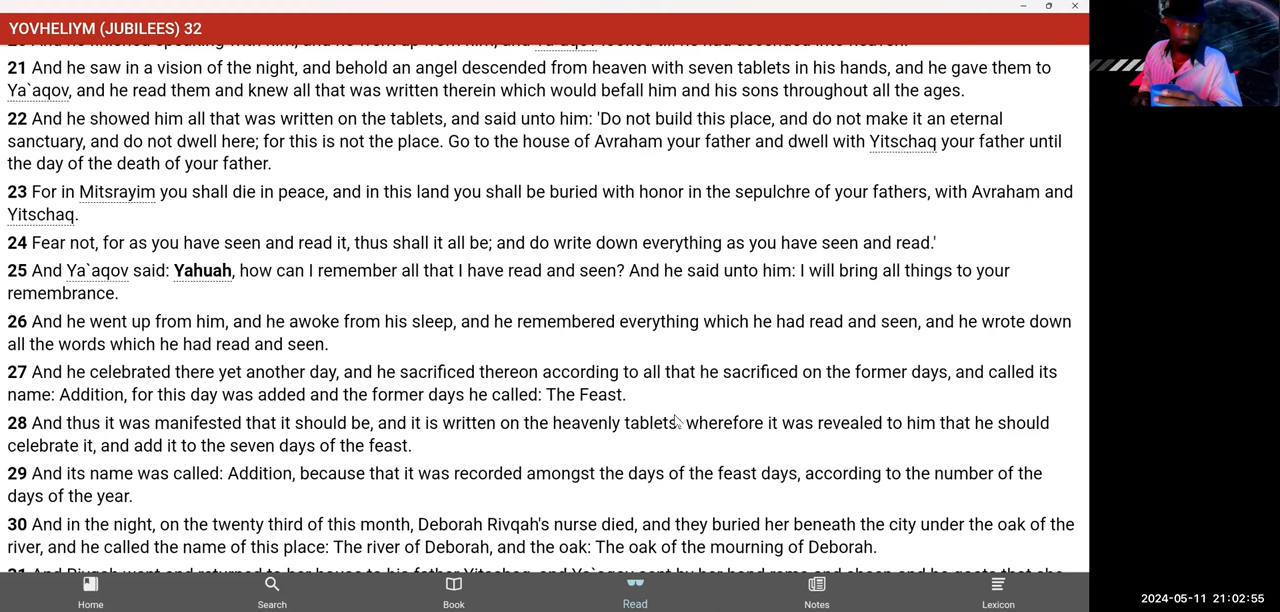 YOVHELIYM (JUBILEES) 32
21 And he saw in a vision of the night, and behold an angel descended from heaven with seven tablets in his hands, and he gave them to
Ya`aqov, and he read them and knew all that was written therein which would befall him and his sons throughout all the ages.
22 And he showed him all that was written on the tablets, and said unto him: 'Do not build this place, and do not make it an eternal
sanctuary, and do not dwell here; for this is not the place. Go to the house of Avraham your father and dwell with Yitschaq your father until
the day of the death of your father.
23 For in Mitsrayim you shall die in peace, and in this land you shall be buried with honor in the sepulchre of your fathers, with Avraham and
Yitschaq.
24 Fear not, for as you have seen and read it, thus shall it all be; and do write down everything as you have seen and read.'
25 And Ya`aqov said: Yahuah, how can I remember all that I have read and seen? And he said unto him: I will bring all things to your
remembrance.
26 And he went up from him, and he awoke from his sleep, and he remembered everything which he had read and seen, and he wrote down
all the words which he had read and seen.
27 And he celebrated there yet another day, and he sacrificed thereon according to all that he sacrificed on the former days, and called its
name: Addition, for this day was added and the former days he called: The Feast.
28 And thus it was manifested that it should be, and it is written on the heavenly tablets: wherefore it was revealed to him that he should
celebrate it, and add it to the seven days of the feast.
29 And its name was called: Addition, because that it was recorded amongst the days of the feast days, according to the number of the
days of the year.
30 And in the night, on the twenty third of this month, Deborah Rivqah's nurse died, and they buried her beneath the city under the oak of the
river, and he called the name of this place: The river of Deborah, and the oak: The oak of the mourning of Deborah.
Home Search Book Read Notes Lexicon
2024-05-11 21:02:55